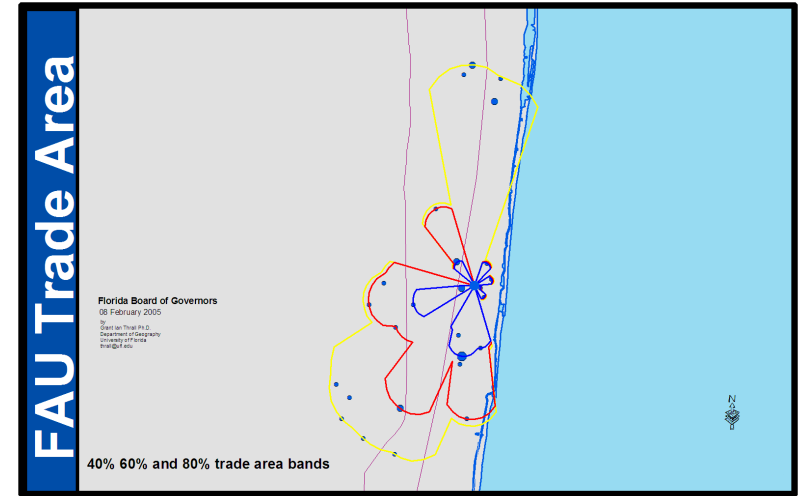 FAU Trade Area
Florida Board of Governors
08 February 2005
by
Grant Ian Thrall Ph.D.
Department of Geography
University of Florida
thrall@ufl.edu
40% 60% and 80% trade area bands
N